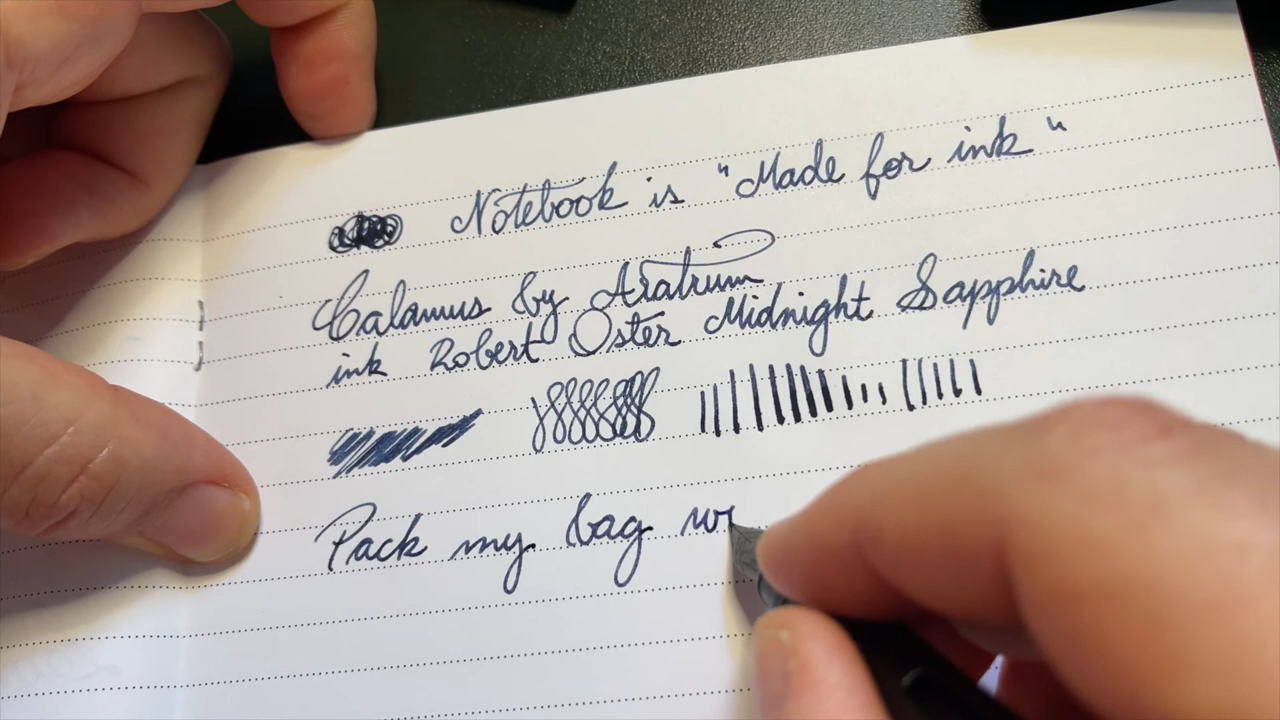 Notebook is "Made for ink"
Calamus by Aratrum
ink Robert Oster Midnight Sapphire
Pack my bag w